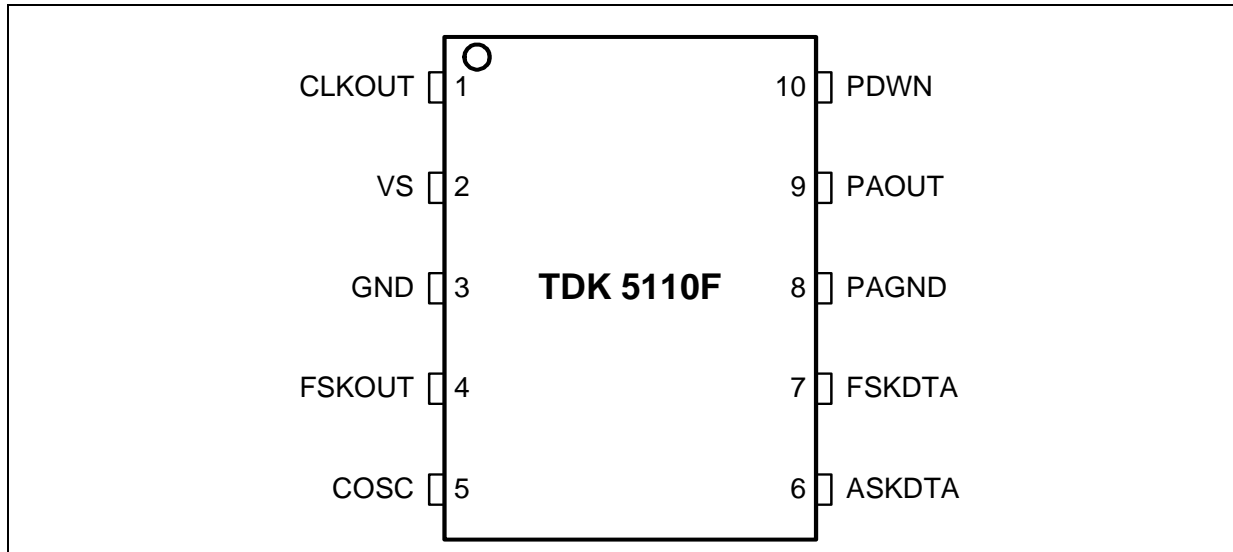 CLKOUT 1 10 PDWN
VS 2 9 PAOUT
GND 3 TDK 5110F 8 PAGND
FSKOUT 4 7 FSKDTA
COSC 5 6 ASKDTA